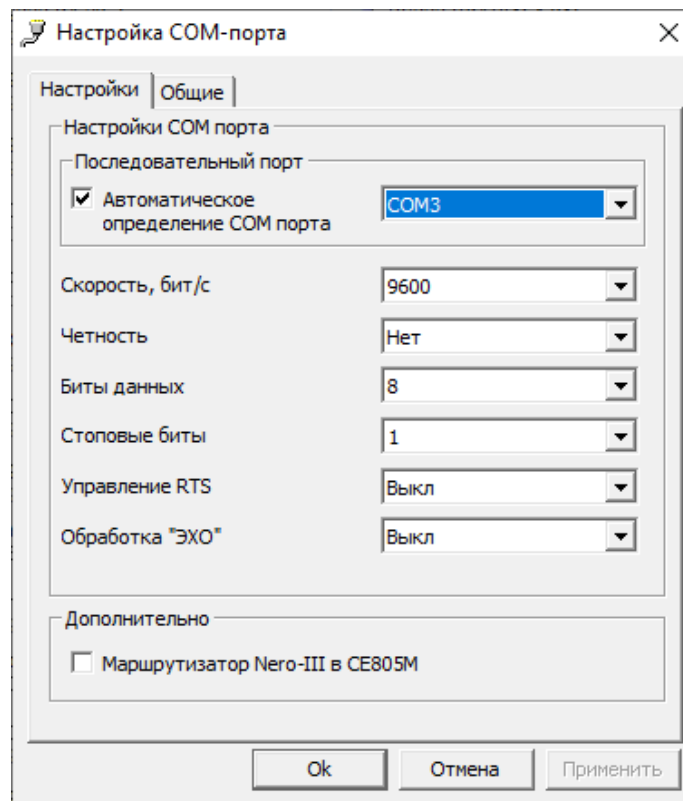 Настройка COM-порта
Настройки
Общие
Настройки COM порта
Последовательный порт
Автоматическое
определение COM порта
COM3
Скорость, бит/с
9600
Четность
Нет
Биты данных
8
Стоповые биты
1
Управление RTS
Выкл
Обработка "ЭХО"
Выкл
Дополнительно
Маршрутизатор Nero-III в CE805M
Ok
Отмена
Применить